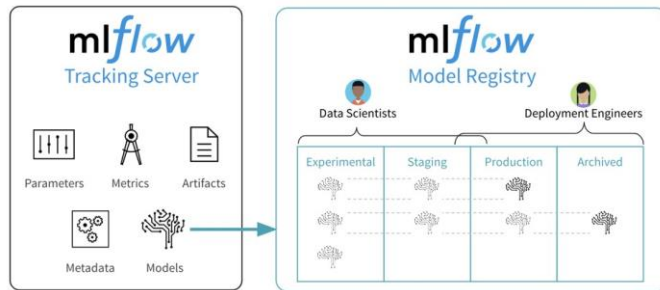 mlflow
Tracking Server
Parameters
Metrics
Artifacts
Metadata
Models
mlflow
Model Registry
Data Scientists
Deployment Engineers
Experimental
Staging
Production
Archived